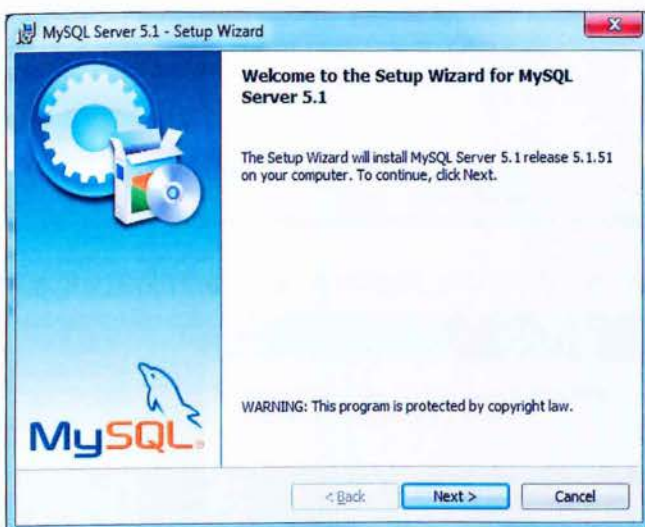 MySQL Server 5.1 - Setup Wizard
Welcome to the Setup Wizard for MySQL
Server 5.1
The Setup Wizard will install MySQL Server 5.1 release 5.1.51
on your computer. To continue, click Next.
WARNING: This program is protected by copyright law.
MySQL®
< Back
Next >
Cancel